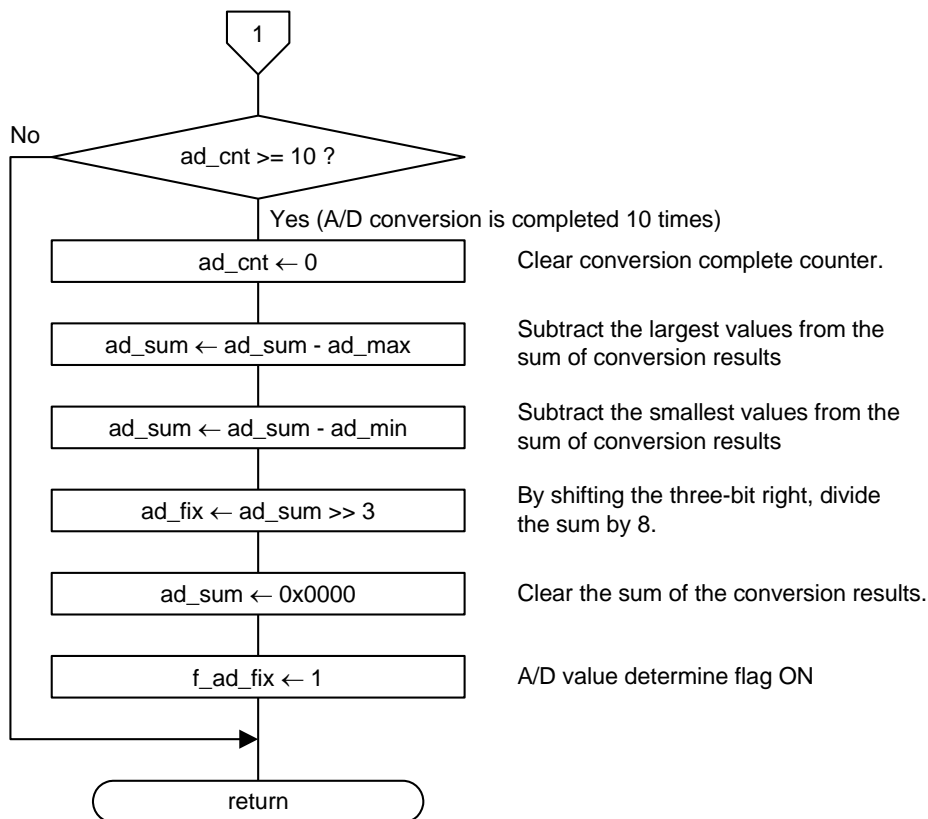 1
No
ad_cnt >= 10 ?
Yes (A/D conversion is completed 10 times)
ad_cnt ← 0
Clear conversion complete counter.
ad_sum ← ad_sum - ad_max
Subtract the largest values from the
sum of conversion results
ad_sum ← ad_sum - ad_min
Subtract the smallest values from the
sum of conversion results
ad_fix ← ad_sum >> 3
By shifting the three-bit right, divide
the sum by 8.
ad_sum ← 0x0000
Clear the sum of the conversion results.
f_ad_fix ← 1
A/D value determine flag ON
return